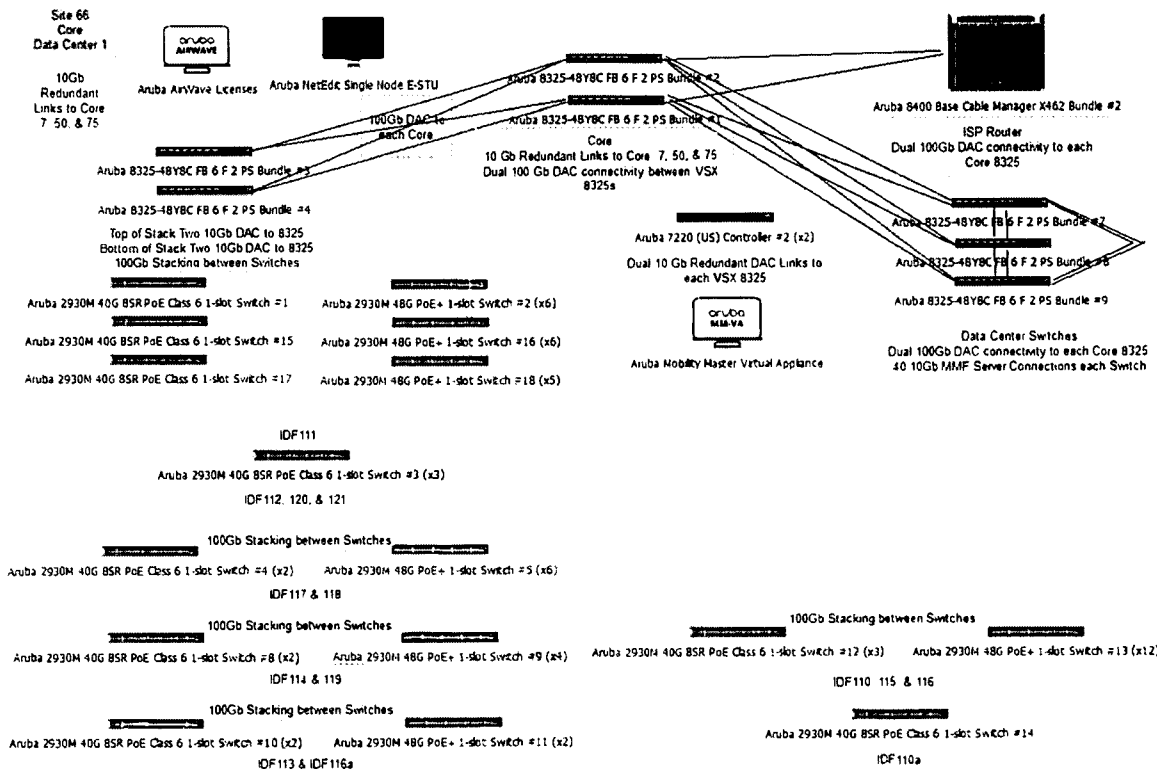 Site 66
Core
Data Center 1
10Gb
Redundant
Links to Core
7, 50, & 75
aruba
AIRWAVE
Aruba AirWave Licenses
Aruba NetEdit Single Node E-STU
100Gb DAC to
each Core
Aruba 8325-48Y8C FB 6 F 2 PS Bundle #2
Aruba 8325-48Y8C FB 6 F 2 PS Bundle #1
Core
10 Gb Redundant Links to Core 7, 50, & 75
Dual 100 Gb DAC connectivity between VSX
8325s
Aruba 8400 Base Cable Manager X462 Bundle #2
ISP Router
Dual 100Gb DAC connectivity to each
Core 8325
Aruba 8325-48Y8C FB 6 F 2 PS Bundle #3
Aruba 8325-48Y8C FB 6 F 2 PS Bundle #4
Top of Stack Two 10Gb DAC to 8325
Bottom of Stack Two 10Gb DAC to 8325
100Gb Stacking between Switches
Aruba 7220 (US) Controller #2 (x2)
Dual 10 Gb Redundant DAC Links to
each VSX 8325
aruba
MM-VA
Aruba Mobility Master Virtual Appliance
Aruba 8325-48Y8C FB 6 F 2 PS Bundle #7
Aruba 8325-48Y8C FB 6 F 2 PS Bundle #8
Aruba 8325-48Y8C FB 6 F 2 PS Bundle #9
Data Center Switches
Dual 100Gb DAC connectivity to each Core 8325
40 10Gb MMF Server Connections each Switch
Aruba 2930M 40G 8SR PoE Class 6 1-slot Switch #1
Aruba 2930M 48G PoE+ 1-slot Switch #2 (x6)
Aruba 2930M 40G 8SR PoE Class 6 1-slot Switch #15
Aruba 2930M 48G PoE+ 1-slot Switch #16 (x6)
Aruba 2930M 40G 8SR PoE Class 6 1-slot Switch #17
Aruba 2930M 48G PoE+ 1-slot Switch #18 (x5)
IDF111
Aruba 2930M 40G 8SR PoE Class 6 1-slot Switch #3 (x3)
IDF112, 120, & 121
100Gb Stacking between Switches
Aruba 2930M 40G 8SR PoE Class 6 1-slot Switch #4 (x2)
Aruba 2930M 48G PoE+ 1-slot Switch #5 (x6)
IDF117 & 118
100Gb Stacking between Switches
Aruba 2930M 40G 8SR PoE Class 6 1-slot Switch #8 (x2)
Aruba 2930M 48G PoE+ 1-slot Switch #9 (x4)
IDF114 & 119
100Gb Stacking between Switches
Aruba 2930M 40G 8SR PoE Class 6 1-slot Switch #12 (x3)
Aruba 2930M 48G PoE+ 1-slot Switch #13 (x12)
IDF110 115 & 116
100Gb Stacking between Switches
Aruba 2930M 40G 8SR PoE Class 6 1-slot Switch #10 (x2)
Aruba 2930M 48G PoE+ 1-slot Switch #11 (x2)
IDF113 & IDF116a
Aruba 2930M 40G 8SR PoE Class 6 1-slot Switch #14
IDF110a